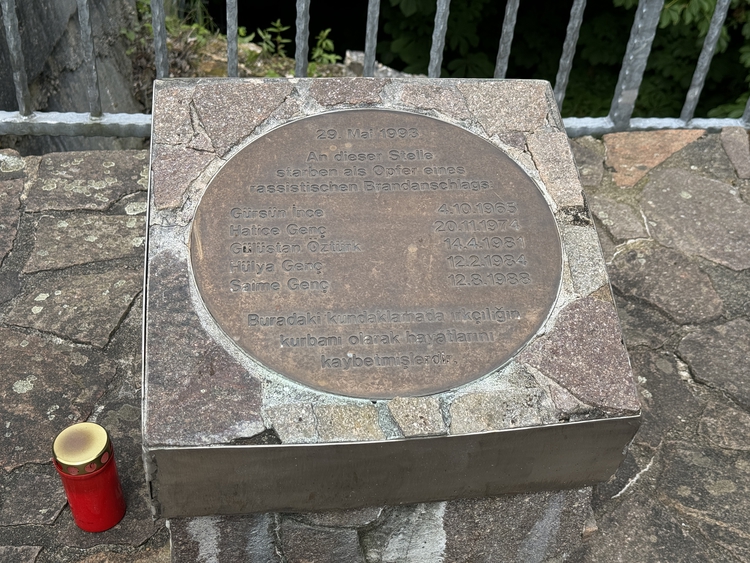 29. Mai 1993
An dieser Stelle
starben als Opfer eines
rassistischen Brandanschlags:
Gürsün İnce 4.10.1965
Hatice Genç 20.11.1974
Gülüstan Öztürk 14.4.1981
Hülya Genç 12.2.1984
Saime Genç 12.8.1988
Buradaki kundaklamada ırkçılığın
kurbanı olarak hayatlarını
kaybetmişlerdir.